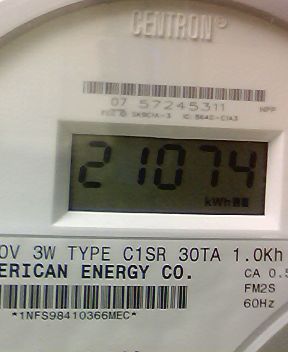 CENTRON®
07 57245311
21074
kWh
0V 3W TYPE C1SR 30TA 1.0Kh
ERICAN ENERGY CO.
CA 0.5
FM2S
60Hz
*1NFS98410366MEC*